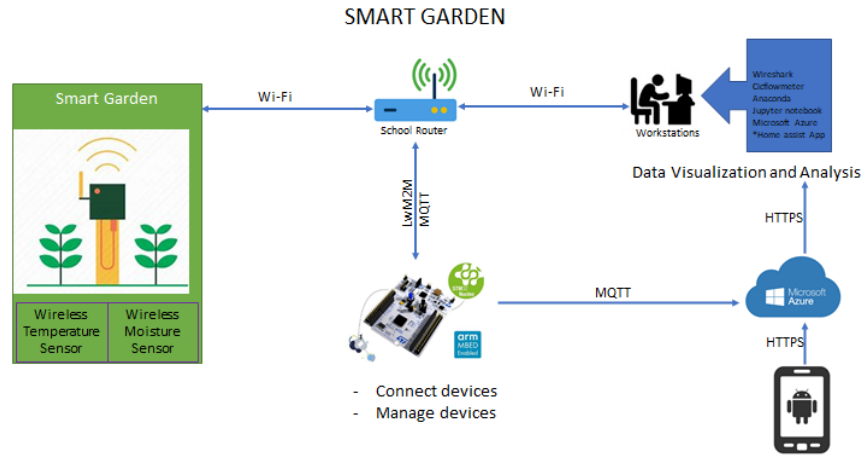 SMART GARDEN
Smart Garden
Wi-Fi
School Router
Wi-Fi
Workstations
Wireshark
Cicflowmeter
Anaconda
Jupyter notebook
Microsoft Azure
*Home assist App
Data Visualization and Analysis
HTTPS
LwM2M
MQTT
Wireless
Temperature
Sensor
Wireless
Moisture
Sensor
arm
MBED
Enabled
MQTT
Microsoft
Azure
HTTPS
- Connect devices
- Manage devices